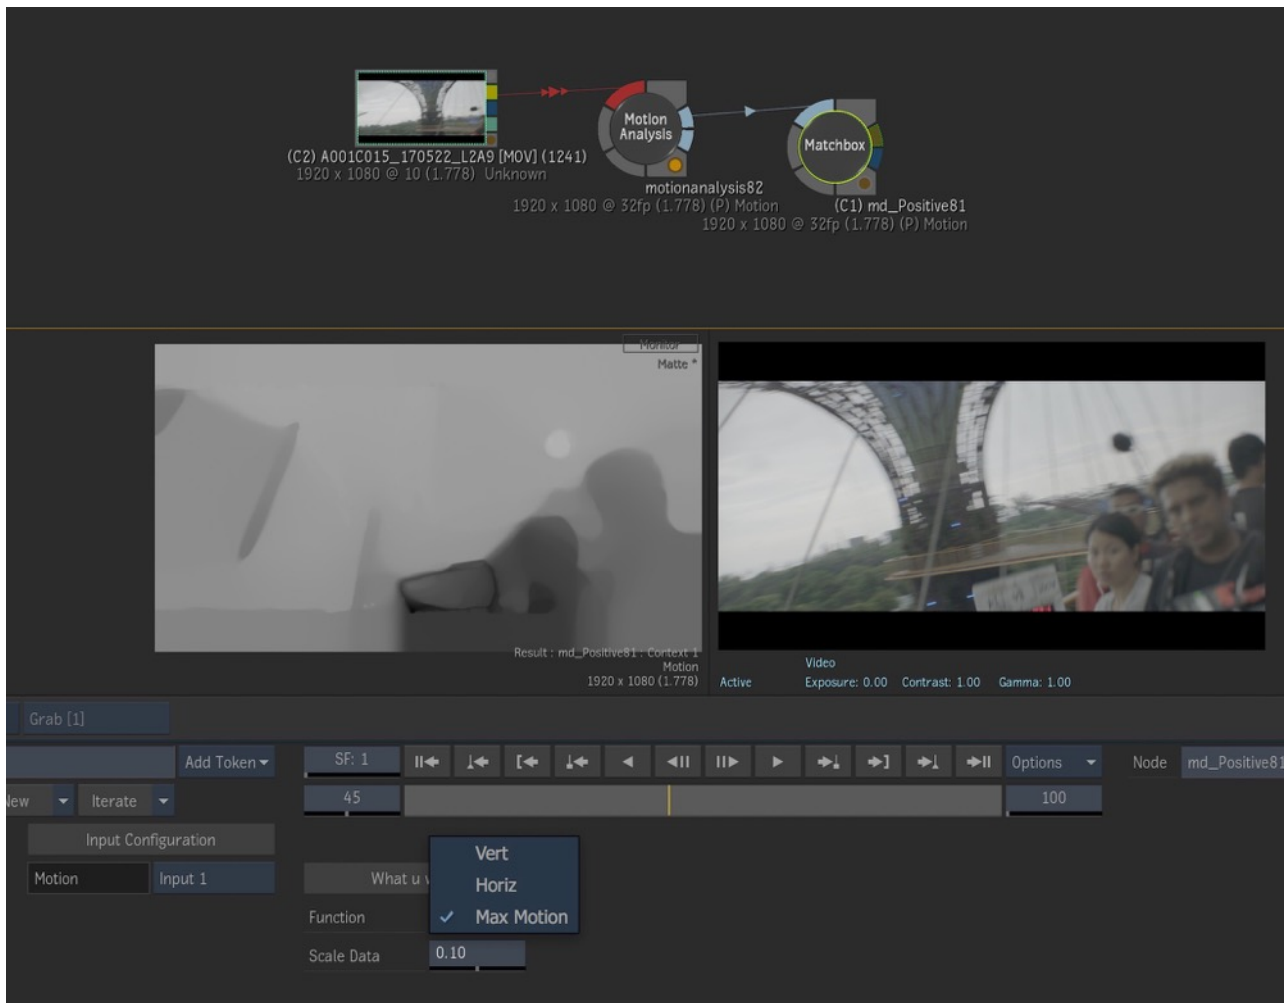 Motion
Analysis
Matchbox
(C2) A001C015_170522_L2A9 [MOV] (1241)
1920 x 1080 @ 10 (1.778) Unknown
motionanalysis82
1920 x 1080 @ 32fp (1.778) (P) Motion
(C1) md_Positive81
1920 x 1080 @ 32fp (1.778) (P) Motion
Monitor
Matte *
Result : md_Positive81 : Context 1
Motion
1920 x 1080 (1.778)
Video
Active Exposure: 0.00 Contrast: 1.00 Gamma: 1.00
Grab [1]
Add Token SF: 1 Options Node md_Positive81
New Iterate 45 100
Input Configuration
Vert
Motion Input 1 What u
Horiz
Function Max Motion
Scale Data 0.10